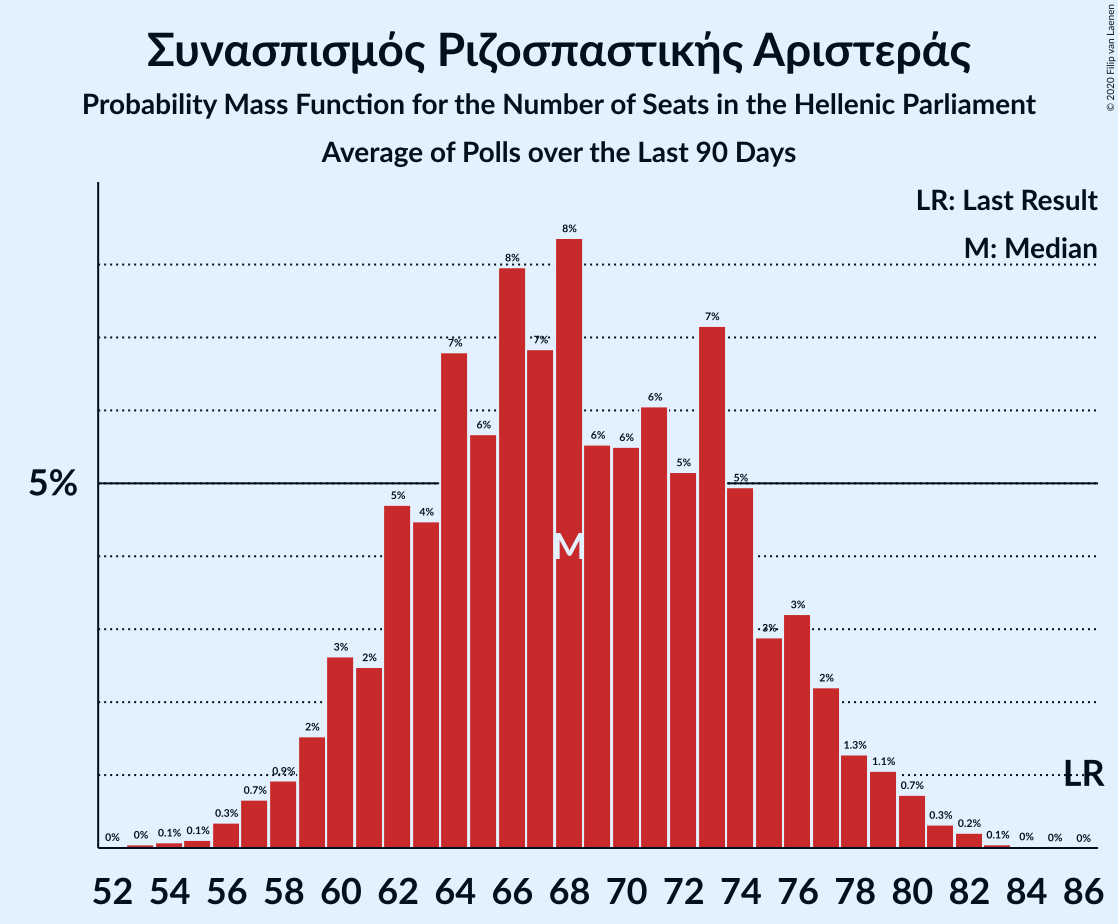 Συνασπισμός Ριζοσπαστικής Αριστεράς
Probability Mass Function for the Number of Seats in the Hellenic Parliament
Average of Polls over the Last 90 Days
© 2020 Filip van Laenen
LR: Last Result
M: Median
5%
0% 0% 0.1% 0.1% 0.3% 0.7% 0.9% 2% 3% 2% 5% 4% 7% 6% 8% 7% 8% 6% 6% 6% 5% 7% 5% 3% 3% 2% 1.3% 1.1% 0.7% 0.3% 0.2% 0.1% 0% 0% 0%
M
LR
52 54 56 58 60 62 64 66 68 70 72 74 76 78 80 82 84 86